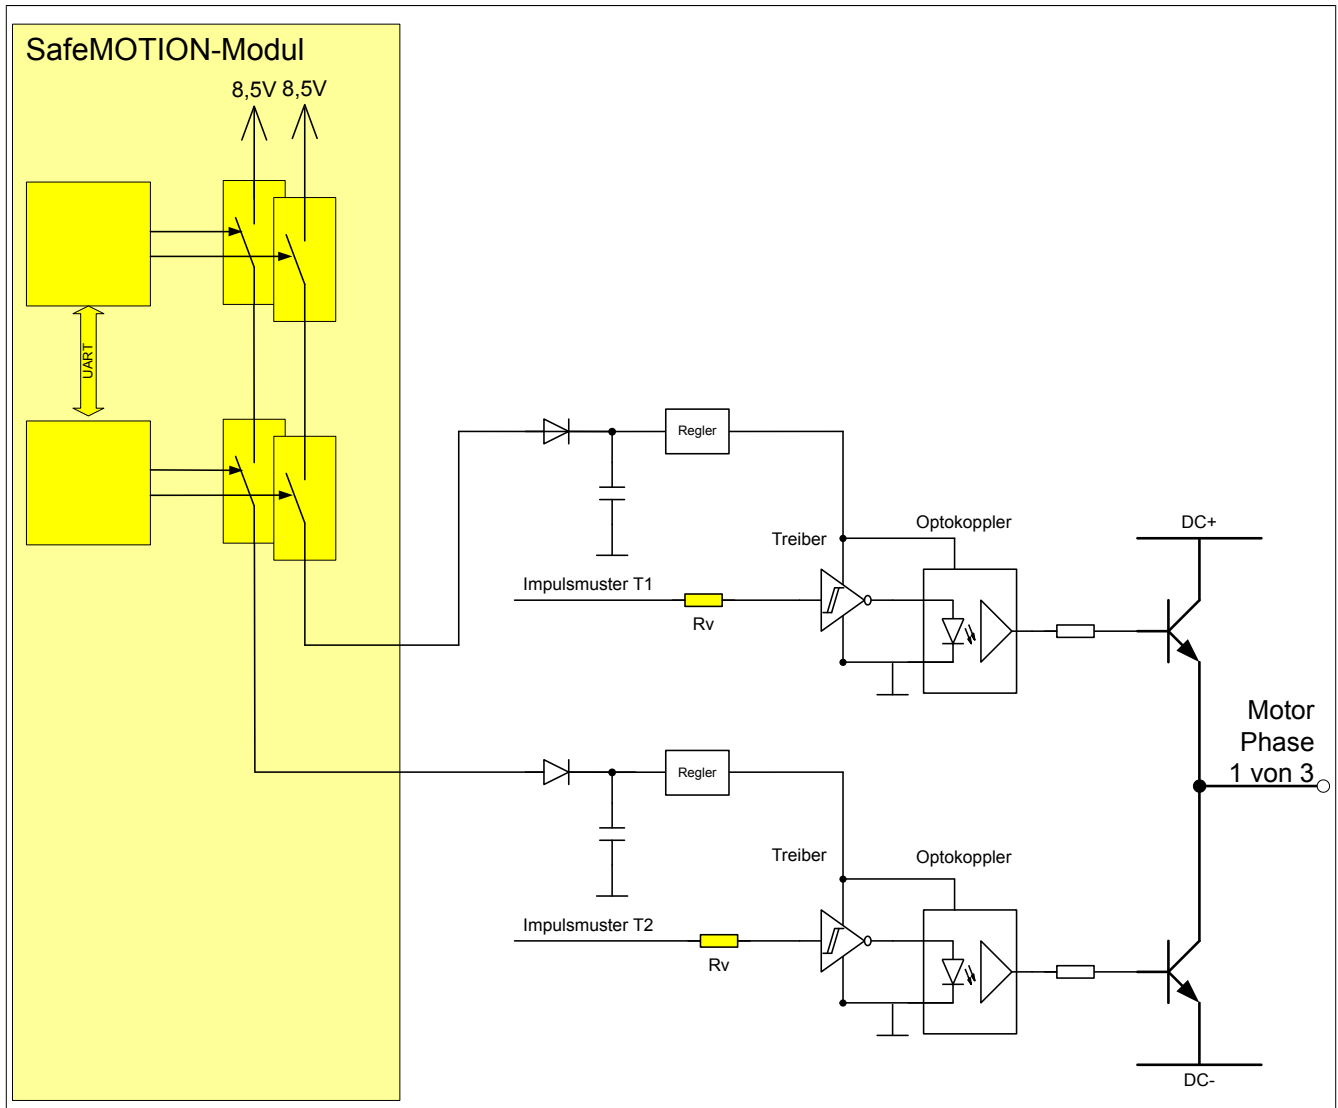 SafeMOTION-Modul
8,5V 8,5V
UART
Regler
Treiber
Optokoppler
DC+
Impulsmuster T1
Rv
Motor
Phase
1 von 3
Regler
Treiber
Optokoppler
Impulsmuster T2
Rv
DC-